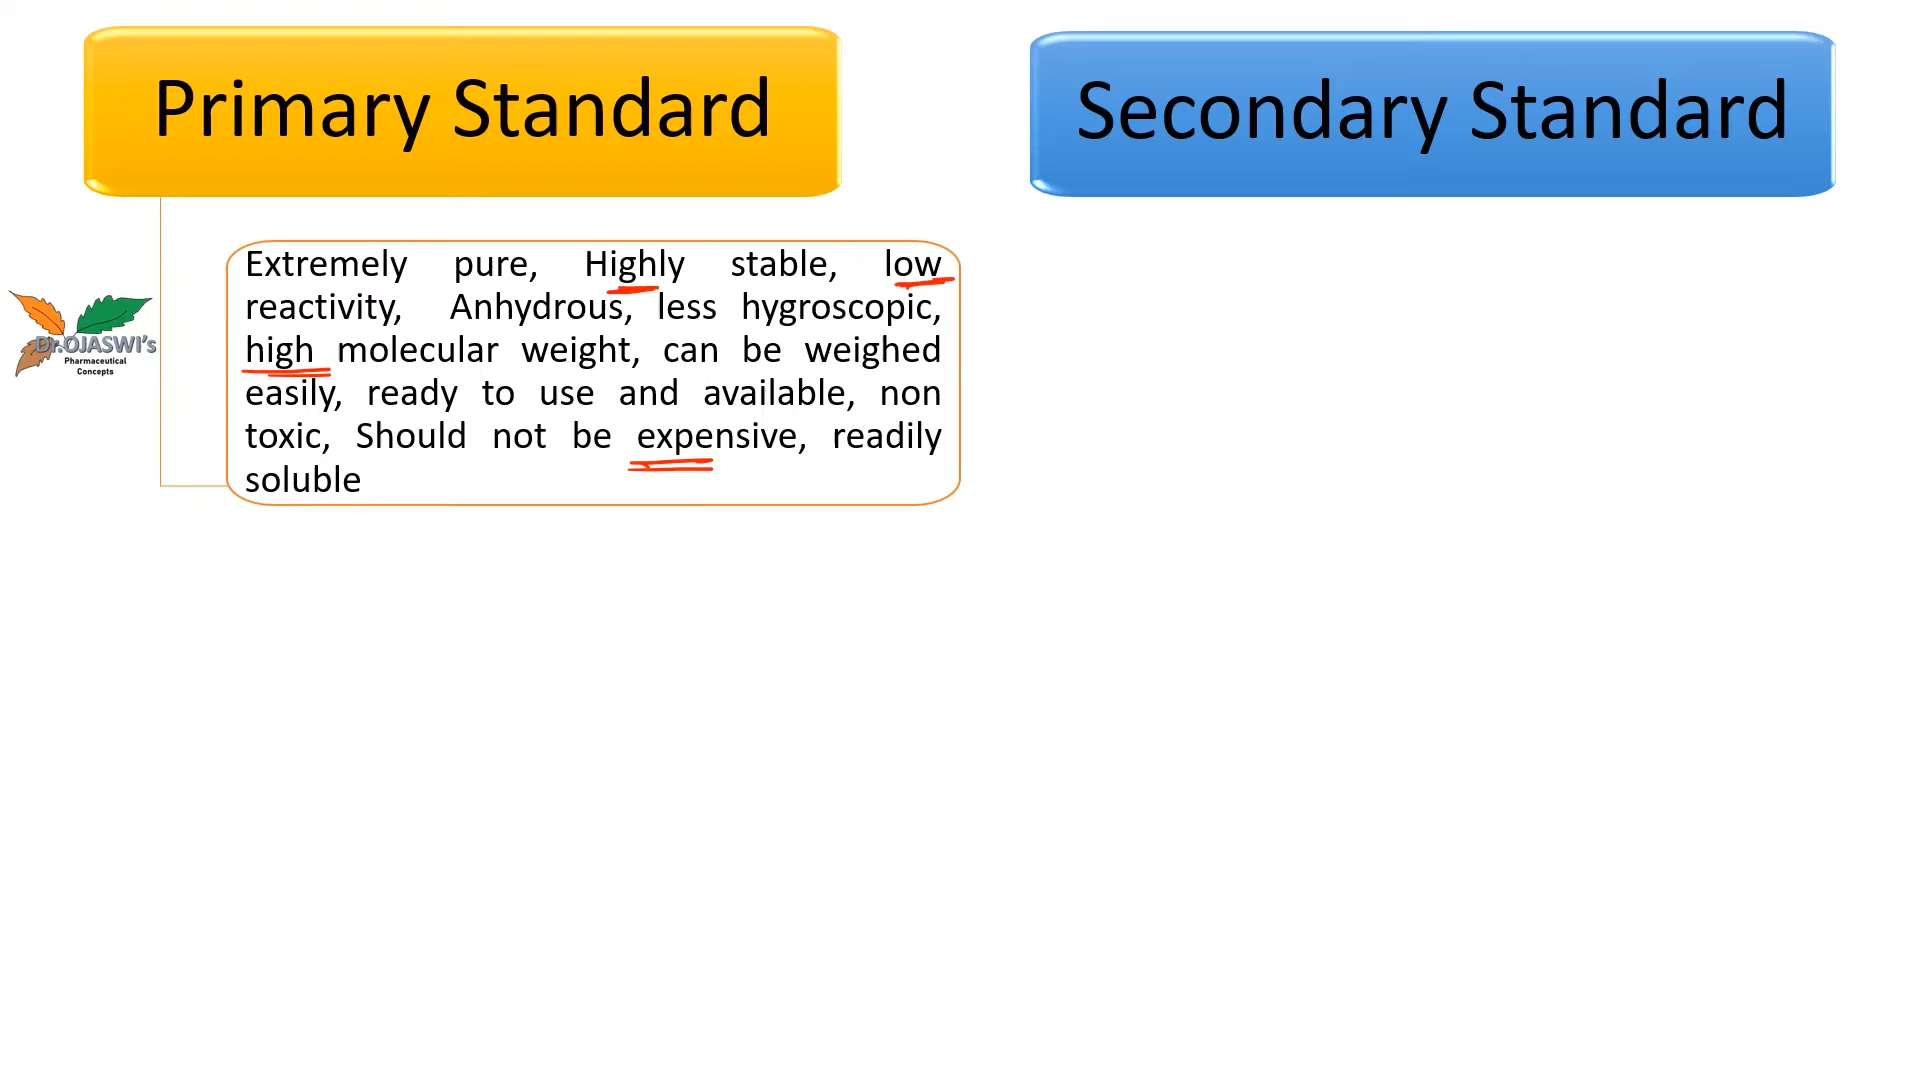 Primary Standard
Secondary Standard
Extremely pure, Highly stable, low
reactivity, Anhydrous, less hygroscopic,
high molecular weight, can be weighed
easily, ready to use and available, non
toxic, Should not be expensive, readily
soluble
Dr.OJASWI's
Pharmaceutical
Concepts